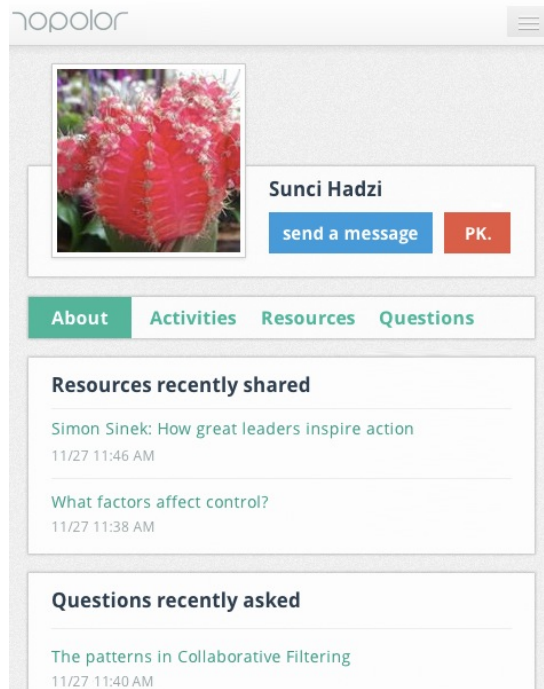 nopolor
Sunci Hadzi
send a message PK.
About Activities Resources Questions
Resources recently shared
Simon Sinek: How great leaders inspire action
11/27 11:46 AM
What factors affect control?
11/27 11:38 AM
Questions recently asked
The patterns in Collaborative Filtering
11/27 11:40 AM